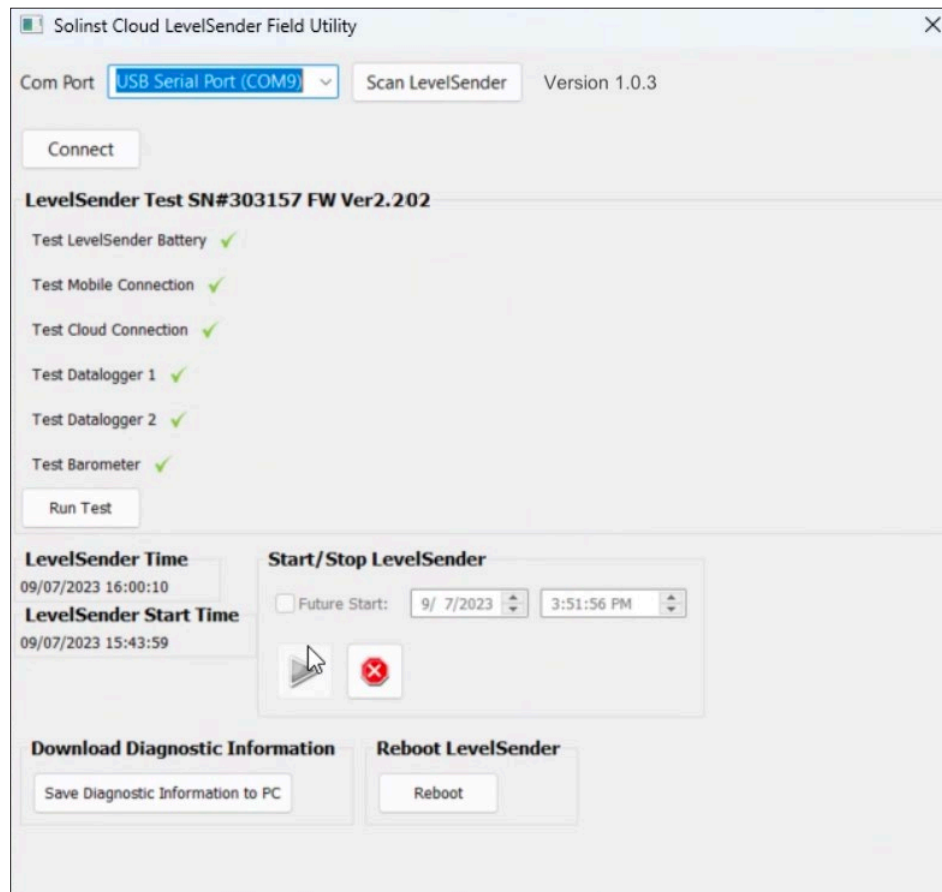 Solinst Cloud LevelSender Field Utility
Com Port USB Serial Port (COM9) Scan LevelSender Version 1.0.3
Connect
LevelSender Test SN#303157 FW Ver2.202
Test LevelSender Battery
Test Mobile Connection
Test Cloud Connection
Test Datalogger 1
Test Datalogger 2
Test Barometer
Run Test
LevelSender Time
09/07/2023 16:00:10
LevelSender Start Time
09/07/2023 15:43:59
Start/Stop LevelSender
Future Start: 9/ 7/2023 3:51:56 PM
Download Diagnostic Information
Save Diagnostic Information to PC
Reboot LevelSender
Reboot